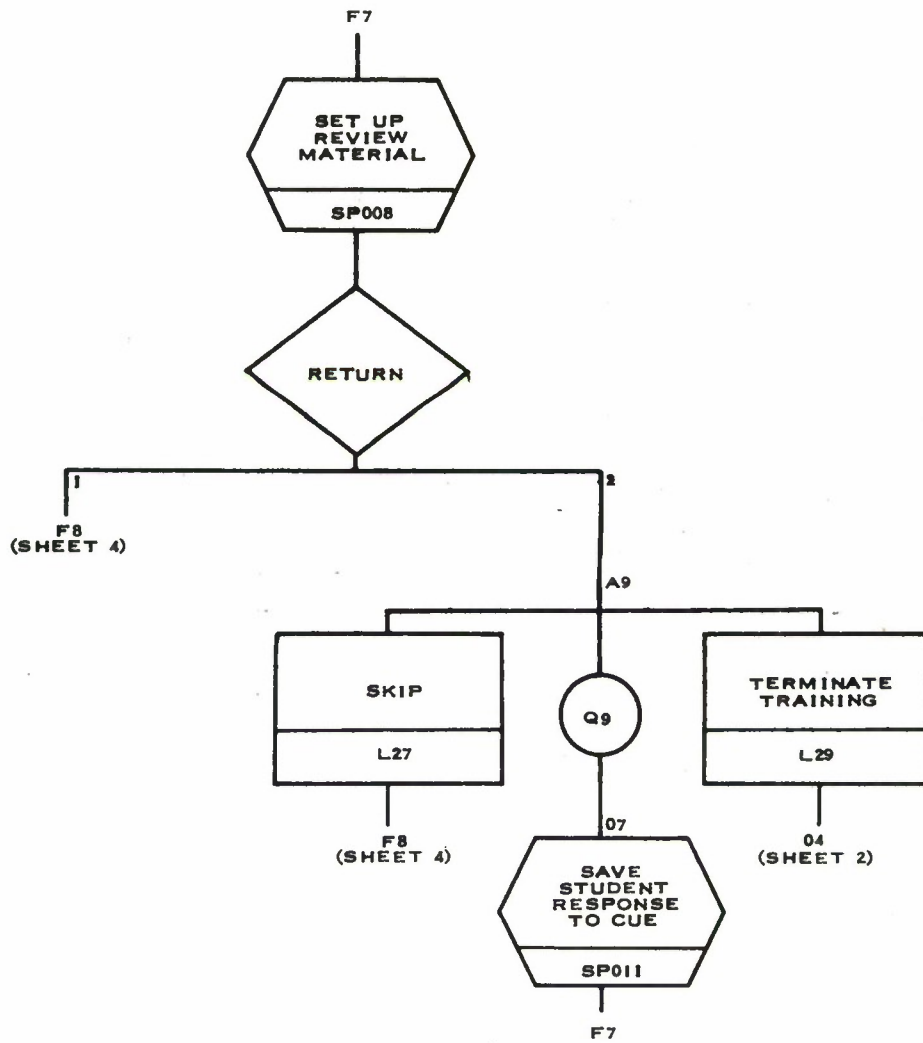 F7
SET UP
REVIEW
MATERIAL
SP008
RETURN
1
2
F8
(SHEET 4)
A9
SKIP
L27
Q9
TERMINATE
TRAINING
L29
F8
(SHEET 4)
07
04
(SHEET 2)
SAVE
STUDENT
RESPONSE
TO CUE
SP011
F7